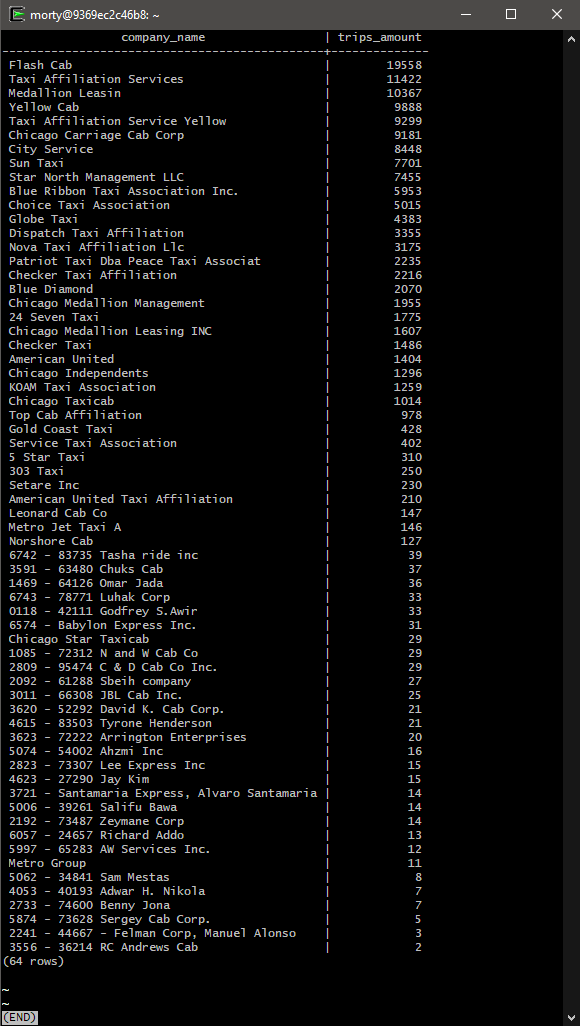 morty@9369ec2c46b8: ~
company_name | trips_amount
----------------------------------------------+--------------
Flash Cab | 19558
Taxi Affiliation Services | 11422
Medallion Leasin | 10367
Yellow Cab | 9888
Taxi Affiliation Service Yellow | 9299
Chicago Carriage Cab Corp | 9181
City Service | 8448
Sun Taxi | 7701
Star North Management LLC | 7455
Blue Ribbon Taxi Association Inc. | 5953
Choice Taxi Association | 5015
Globe Taxi | 4383
Dispatch Taxi Affiliation | 3355
Nova Taxi Affiliation Llc | 3175
Patriot Taxi Dba Peace Taxi Associat | 2235
Checker Taxi Affiliation | 2216
Blue Diamond | 2070
Chicago Medallion Management | 1955
24 Seven Taxi | 1775
Chicago Medallion Leasing INC | 1607
Checker Taxi | 1486
American United | 1404
Chicago Independents | 1296
KOAM Taxi Association | 1259
Chicago Taxicab | 1014
Top Cab Affiliation | 978
Gold Coast Taxi | 428
Service Taxi Association | 402
5 Star Taxi | 310
303 Taxi | 250
Setare Inc | 230
American United Taxi Affiliation | 210
Leonard Cab Co | 147
Metro Jet Taxi A | 146
Norshore Cab | 127
6742 - 83735 Tasha ride inc | 39
3591 - 63480 Chuks Cab | 37
1469 - 64126 Omar Jada | 36
6743 - 78771 Luhak Corp | 33
0118 - 42111 Godfrey S.Awir | 33
6574 - Babylon Express Inc. | 31
Chicago Star Taxicab | 29
1085 - 72312 N and W Cab Co | 29
2809 - 95474 C & D Cab Co Inc. | 29
2092 - 61288 Sbeih company | 27
3011 - 66308 JBL Cab Inc. | 25
3620 - 52292 David K. Cab Corp. | 21
4615 - 83503 Tyrone Henderson | 21
3623 - 72222 Arrington Enterprises | 20
5074 - 54002 Ahzmi Inc | 16
2823 - 73307 Lee Express Inc | 15
4623 - 27290 Jay Kim | 15
3721 - Santamaria Express, Alvaro Santamaria | 14
5006 - 39261 Salifu Bawa | 14
2192 - 73487 Zeymane Corp | 14
6057 - 24657 Richard Addo | 13
5997 - 65283 AW Services Inc. | 12
Metro Group | 11
5062 - 34841 Sam Mestas | 8
4053 - 40193 Adwar H. Nikola | 7
2733 - 74600 Benny Jona | 7
5874 - 73628 Sergey Cab Corp. | 5
2241 - 44667 - Felman Corp, Manuel Alonso | 3
3556 - 36214 RC Andrews Cab | 2
(64 rows)
~
~
(END)